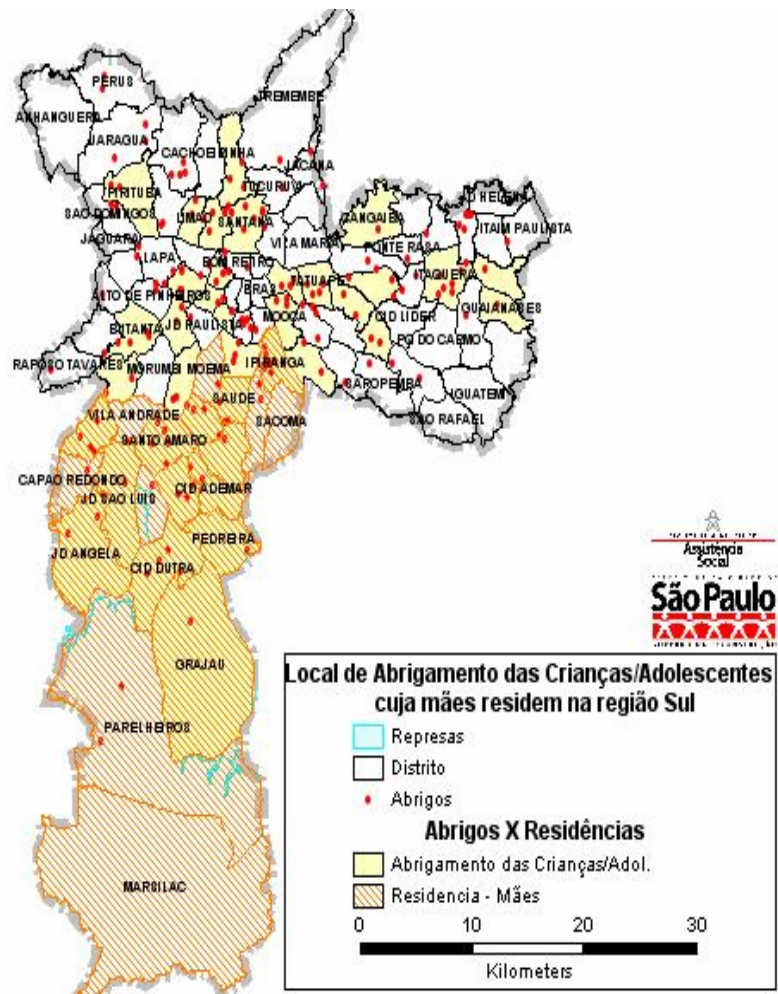 PERUS
TREMEMBE
ANHANGUERA
JARAGUA
CACHOEIRINHA
JACANA
PIRITUBA
TUCURUVI
JD HELENA
SAO DOMINGOS
LIMAO
SANTANA
CANGAIBA
ITAIM PAULISTA
JAGUARA
VILA MARIA
PONTE RASA
LAPA
BOM RETIRO
ITAQUERA
ALTO DE PINHEIROS
BRAS
TATUAPE
GUAIANASES
MOOCA
CID LIDER
BUTANTA
JD PAULISTA
PQ DO CARMO
RAPOSO TAVARES
MORUMBI
MOEMA
IPIRANGA
SAPOPEMBA
IGUATEMI
SAUDE
SAO RAFAEL
VILA ANDRADE
SACOMA
SANTO AMARO
CAPAO REDONDO
JD SAO LUIS
CID ADEMAR
JD ANGELA
PEDREIRA
CID DUTRA
GRAJAU
PARELHEIROS
MARSILAC
Assistência
Social
São Paulo
Local de Abrigamento das Crianças/Adolescentes
cuja mães residem na região Sul
Represas
Distrito
Abrigos
Abrigos X Residências
Abrigamento das Crianças/Adol.
Residencia - Mães
0 10 20 30
Kilometers